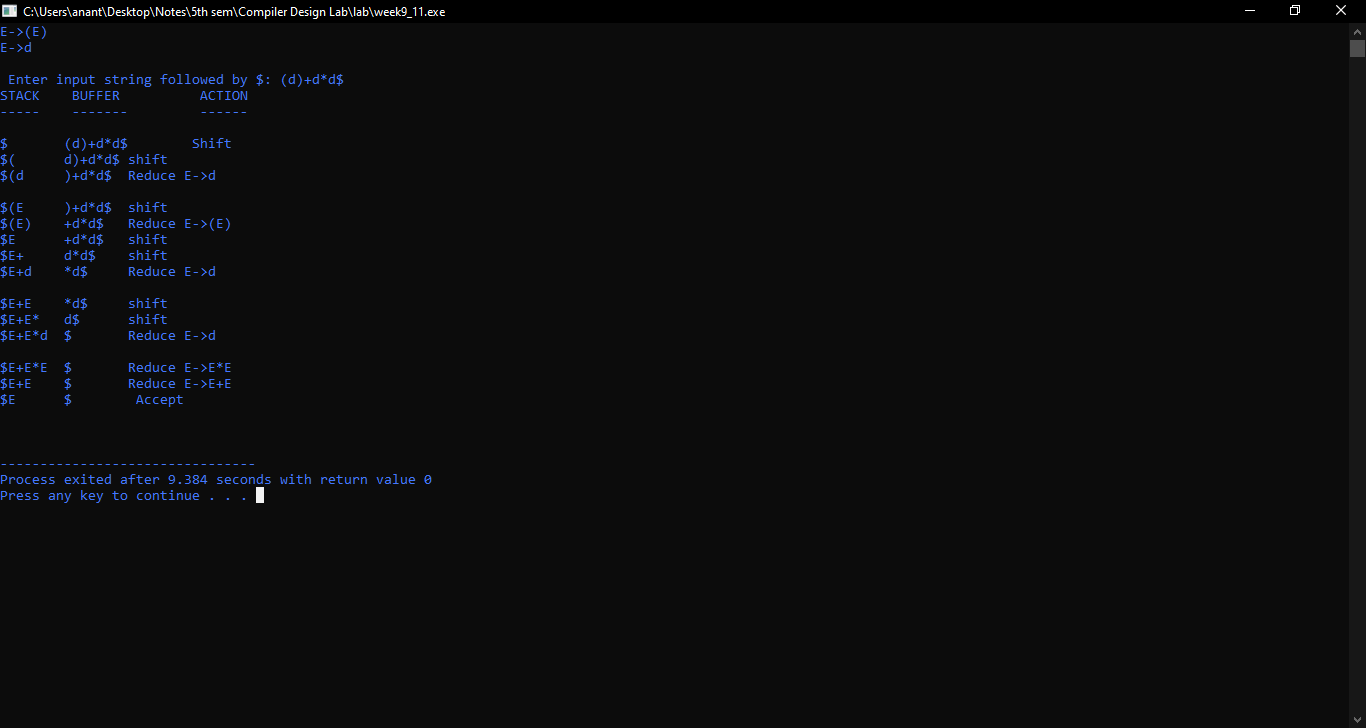 C:\Users\anant\Desktop\Notes\5th sem\Compiler Design Lab\lab\week9_11.exe
E->(E)
E->d
 Enter input string followed by $: (d)+d*d$
STACK    BUFFER          ACTION
-----    -------         ------
$       (d)+d*d$        Shift
$(      d)+d*d$ shift
$(d     )+d*d$  Reduce E->d
$(E     )+d*d$  shift
$(E)    +d*d$   Reduce E->(E)
$E      +d*d$   shift
$E+     d*d$    shift
$E+d    *d$     Reduce E->d
$E+E    *d$     shift
$E+E*   d$      shift
$E+E*d  $       Reduce E->d
$E+E*E  $       Reduce E->E*E
$E+E    $       Reduce E->E+E
$E      $        Accept
--------------------------------
Process exited after 9.384 seconds with return value 0
Press any key to continue . . .